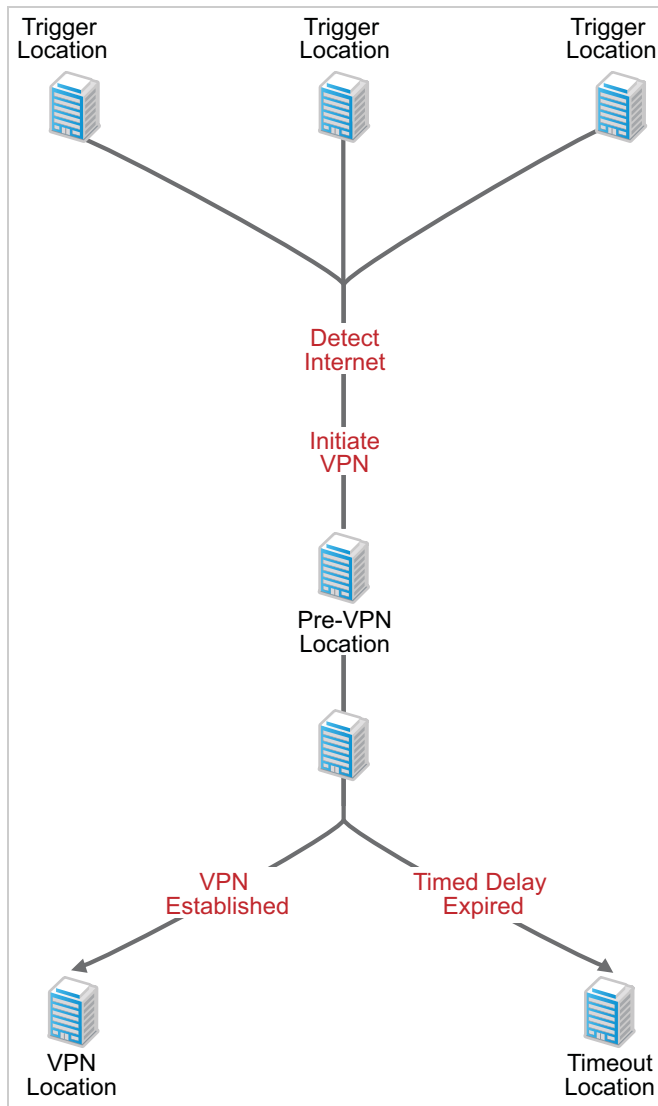 Trigger
Location
Trigger
Location
Trigger
Location
Detect
Internet
Initiate
VPN
Pre-VPN
Location
VPN
Established
Timed Delay
Expired
VPN
Location
Timeout
Location